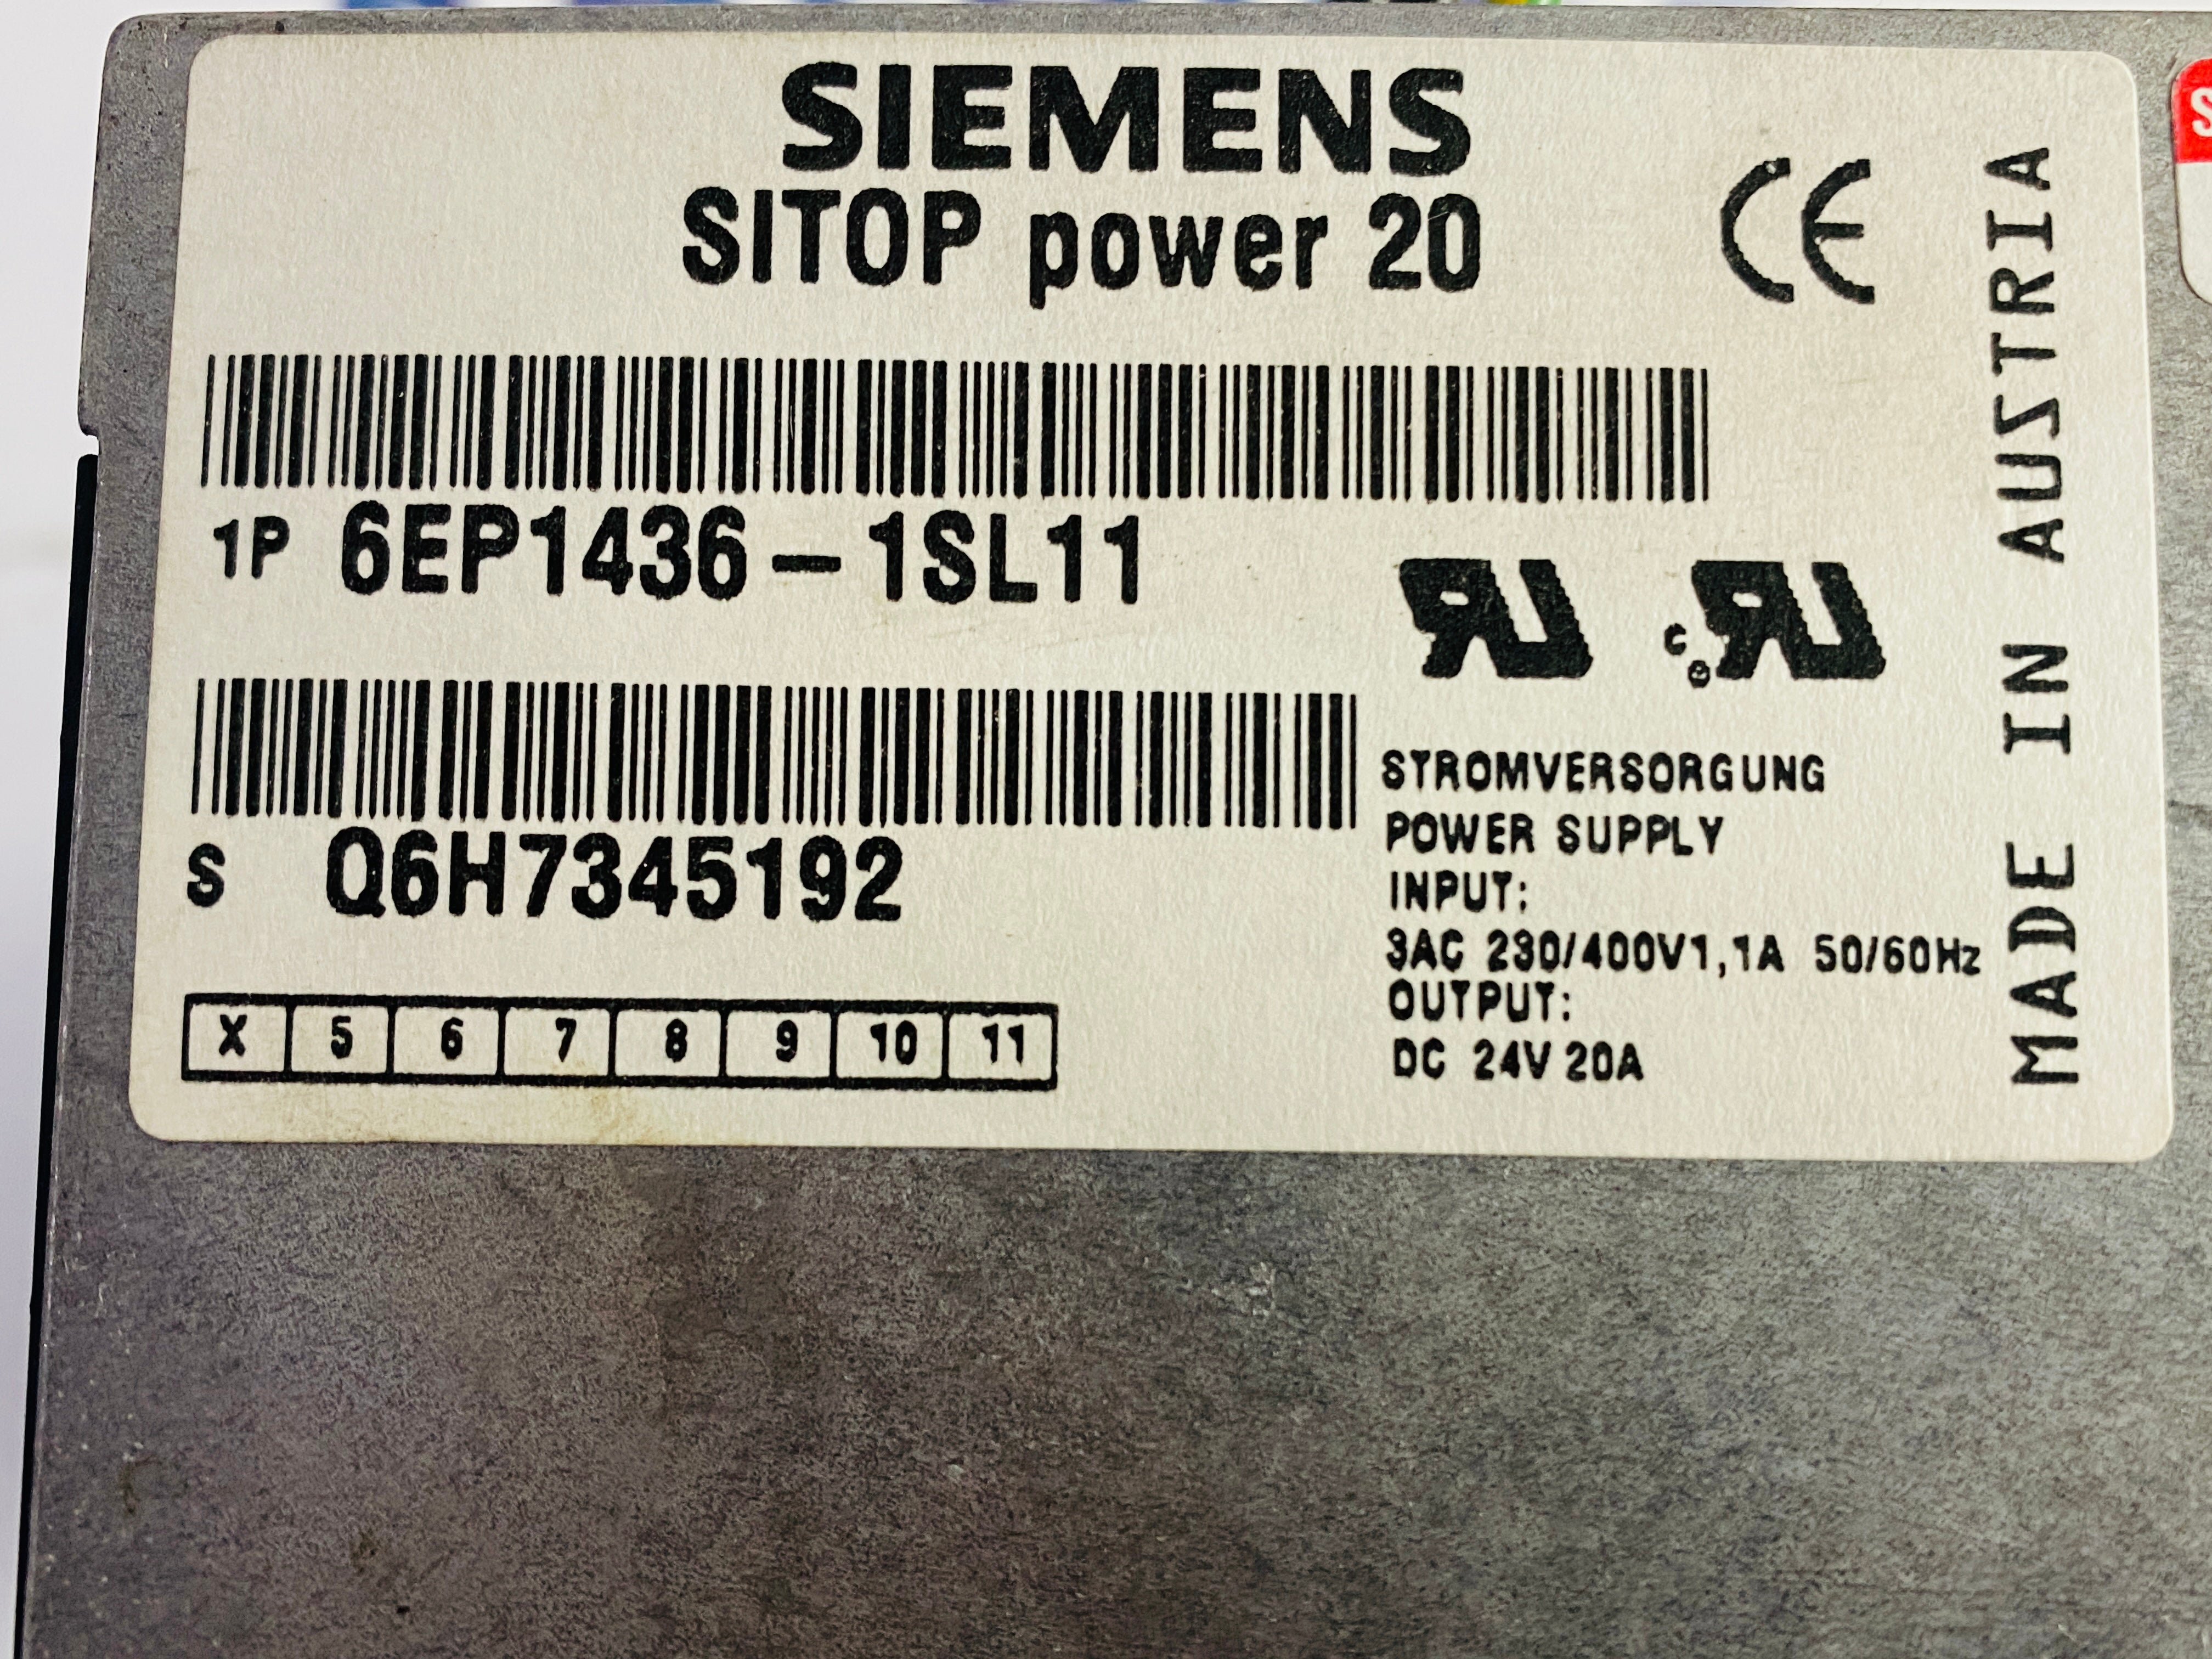 SIEMENS
SITOP power 20
CE
1P 6EP1436-1SL11
S Q6H7345192
X 5 6 7 8 9 10 11
c
STROMVERSORGUNG
POWER SUPPLY
INPUT:
3AC 230/400V1,1A 50/60Hz
OUTPUT:
DC 24V 20A
MADE IN AUSTRIA
S